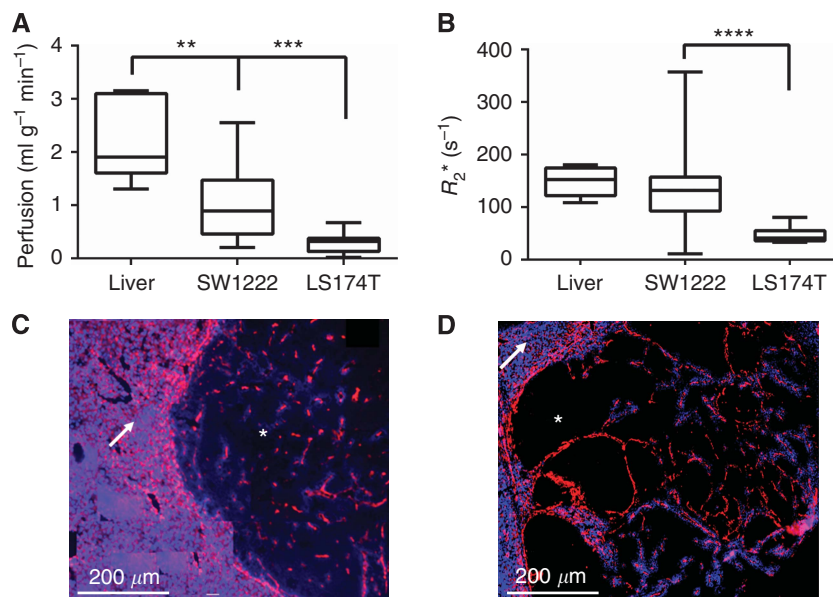 A
Perfusion (ml g⁻¹ min⁻¹)
4
3
2
1
0
**
***
Liver
SW1222
LS174T
B
R₂* (s⁻¹)
400
300
200
100
0
****
Liver
SW1222
LS174T
C
*
200 μm
D
*
200 μm